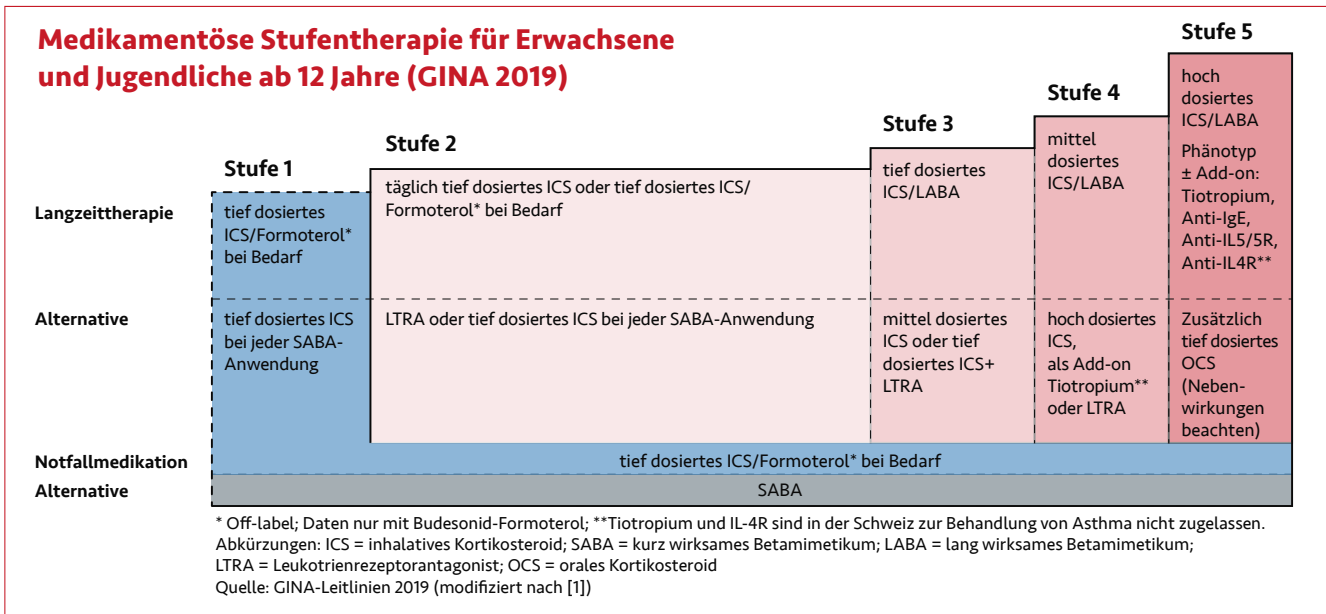 Medikamentöse Stufentherapie für Erwachsene
und Jugendliche ab 12 Jahre (GINA 2019)
Stufe 1
Stufe 2
Stufe 3
Stufe 4
Stufe 5
Langzeittherapie
tief dosiertes
ICS/Formoterol*
bei Bedarf
täglich tief dosiertes ICS oder tief dosiertes ICS/
Formoterol* bei Bedarf
tief dosiertes
ICS/LABA
mittel
dosiertes
ICS/LABA
hoch
dosiertes
ICS/LABA
Phänotyp
± Add-on:
Tiotropium,
Anti-IgE,
Anti-IL5/5R,
Anti-IL4R**
Alternative
tief dosiertes ICS
bei jeder SABA-
Anwendung
LTRA oder tief dosiertes ICS bei jeder SABA-Anwendung
mittel dosiertes
ICS oder tief
dosiertes ICS+
LTRA
hoch dosiertes
ICS,
als Add-on
Tiotropium**
oder LTRA
Zusätzlich
tief dosiertes
OCS
(Neben-
wirkungen
beachten)
Notfallmedikation
tief dosiertes ICS/Formoterol* bei Bedarf
Alternative
SABA
* Off-label; Daten nur mit Budesonid-Formoterol; **Tiotropium und IL-4R sind in der Schweiz zur Behandlung von Asthma nicht zugelassen.
Abkürzungen: ICS = inhalatives Kortikosteroid; SABA = kurz wirksames Betamimetikum; LABA = lang wirksames Betamimetikum;
LTRA = Leukotrienrezeptorantagonist; OCS = orales Kortikosteroid
Quelle: GINA-Leitlinien 2019 (modifiziert nach [1])